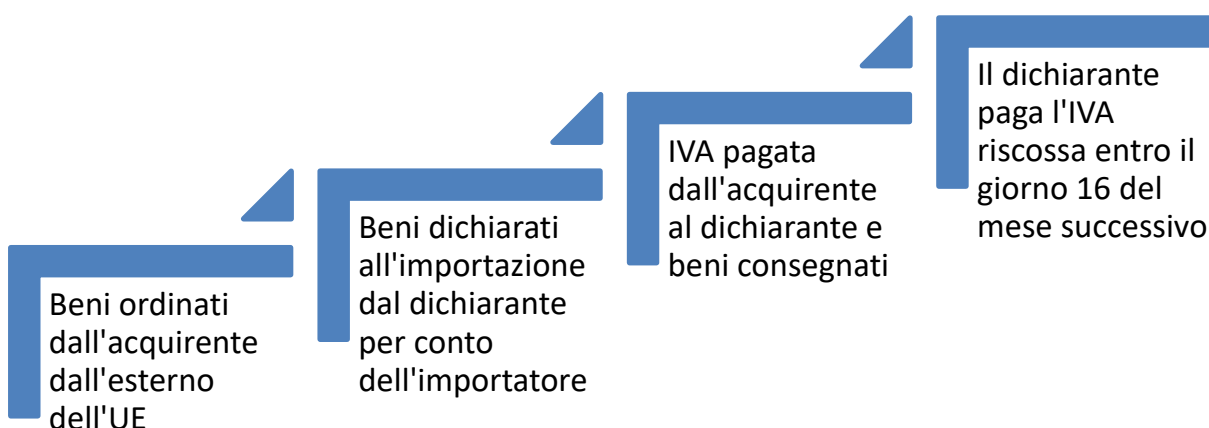 Beni ordinati
dall'acquirente
dall'esterno
dell'UE
Beni dichiarati
all'importazione
dal dichiarante
per conto
dell'importatore
IVA pagata
dall'acquirente
al dichiarante e
beni consegnati
Il dichiarante
paga l'IVA
riscossa entro il
giorno 16 del
mese successivo